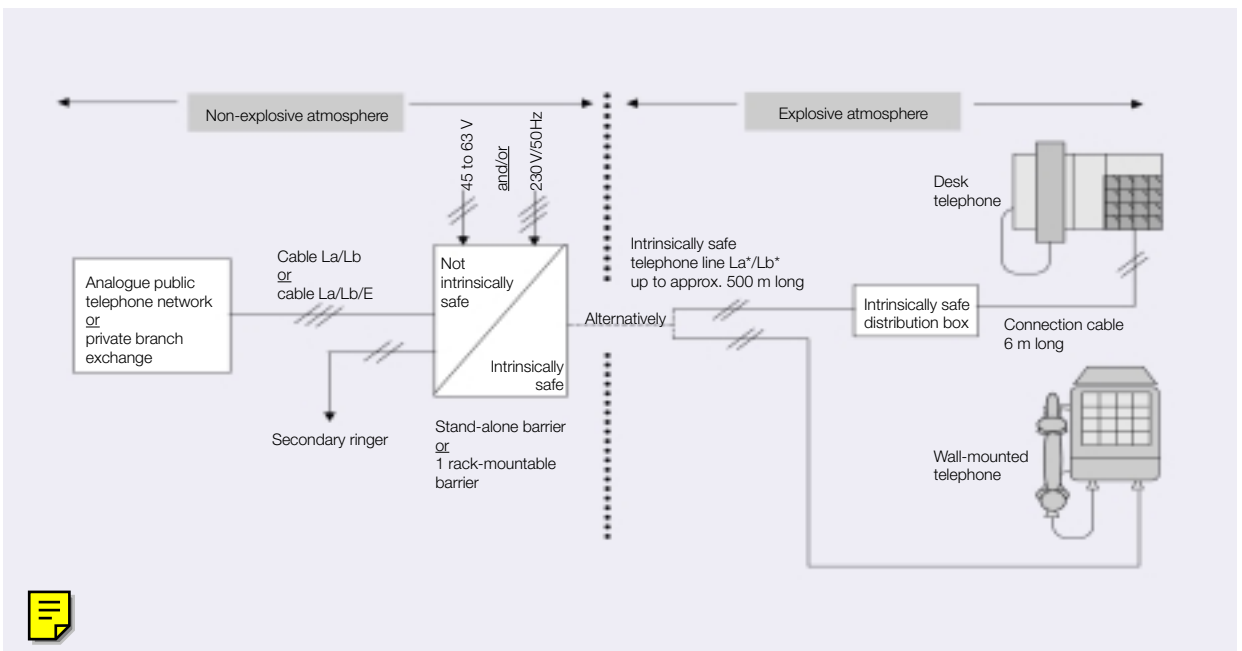 Non-explosive atmosphere
Explosive atmosphere
45 to 63 V
and/or
230 V/50Hz
Desk
telephone
Analogue public
telephone network
or
private branch
exchange
Cable La/Lb
or
cable La/Lb/E
Not
intrinsically
safe
Intrinsically
safe
Intrinsically safe
telephone line La*/Lb*
up to approx. 500 m long
Alternatively
Intrinsically safe
distribution box
Connection cable
6 m long
Secondary ringer
Stand-alone barrier
or
1 rack-mountable
barrier
Wall-mounted
telephone